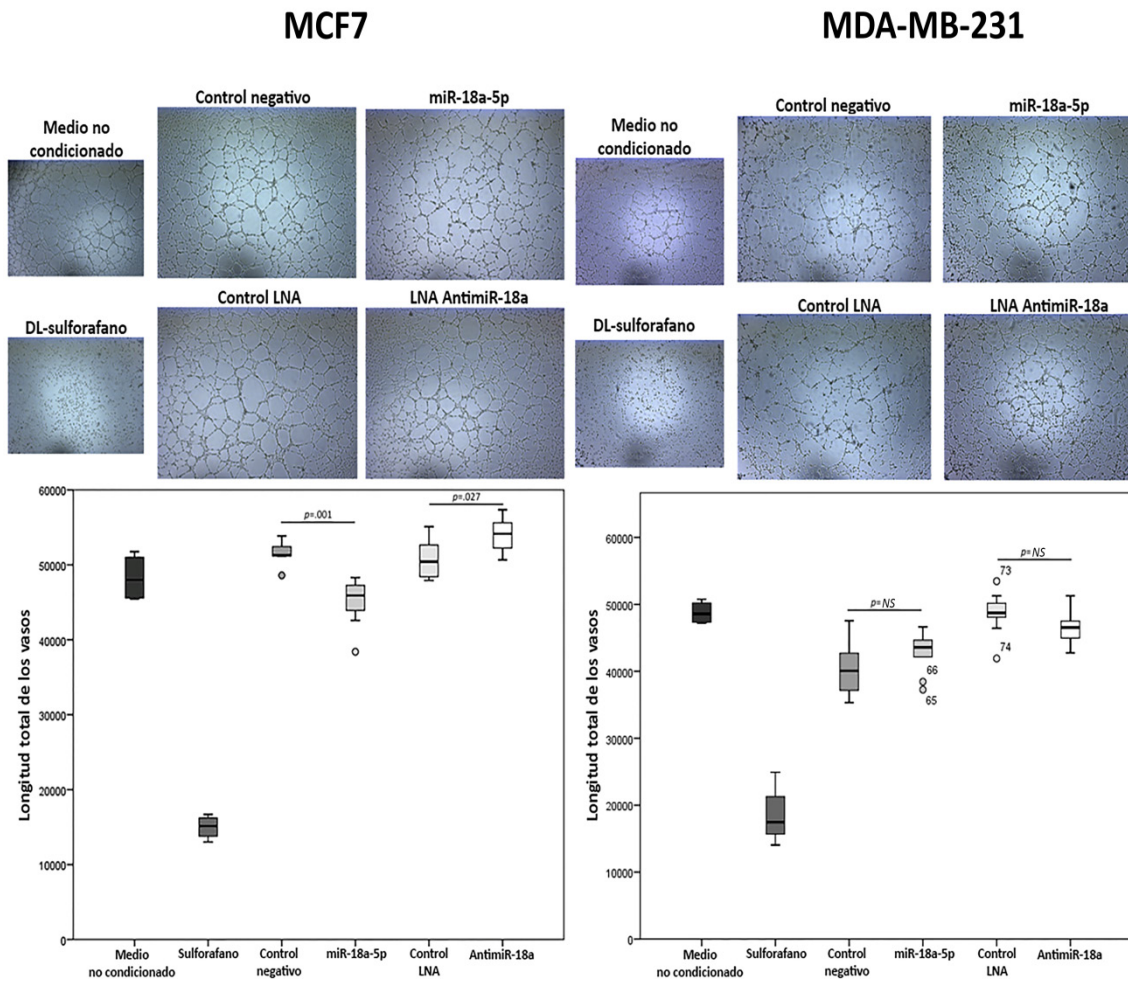 MCF7
MDA-MB-231
Control negativo
miR-18a-5p
Medio no
condicionado
Control LNA
LNA AntimiR-18a
DL-sulforafano
Control negativo
miR-18a-5p
Medio no
condicionado
Control LNA
LNA AntimiR-18a
DL-sulforafano
Longitud total de los vasos
60000
50000
40000
30000
20000
10000
0
p=.001
p=.027
Medio
no condicionado
Sulforafano
Control
negativo
miR-18a-5p
Control
LNA
AntimiR-18a
Longitud total de los vasos
60000
50000
40000
30000
20000
10000
0
p=NS
p=NS
73
74
66
65
Medio
no condicionado
Sulforafano
Control
negativo
miR-18a-5p
Control
LNA
AntimiR-18a